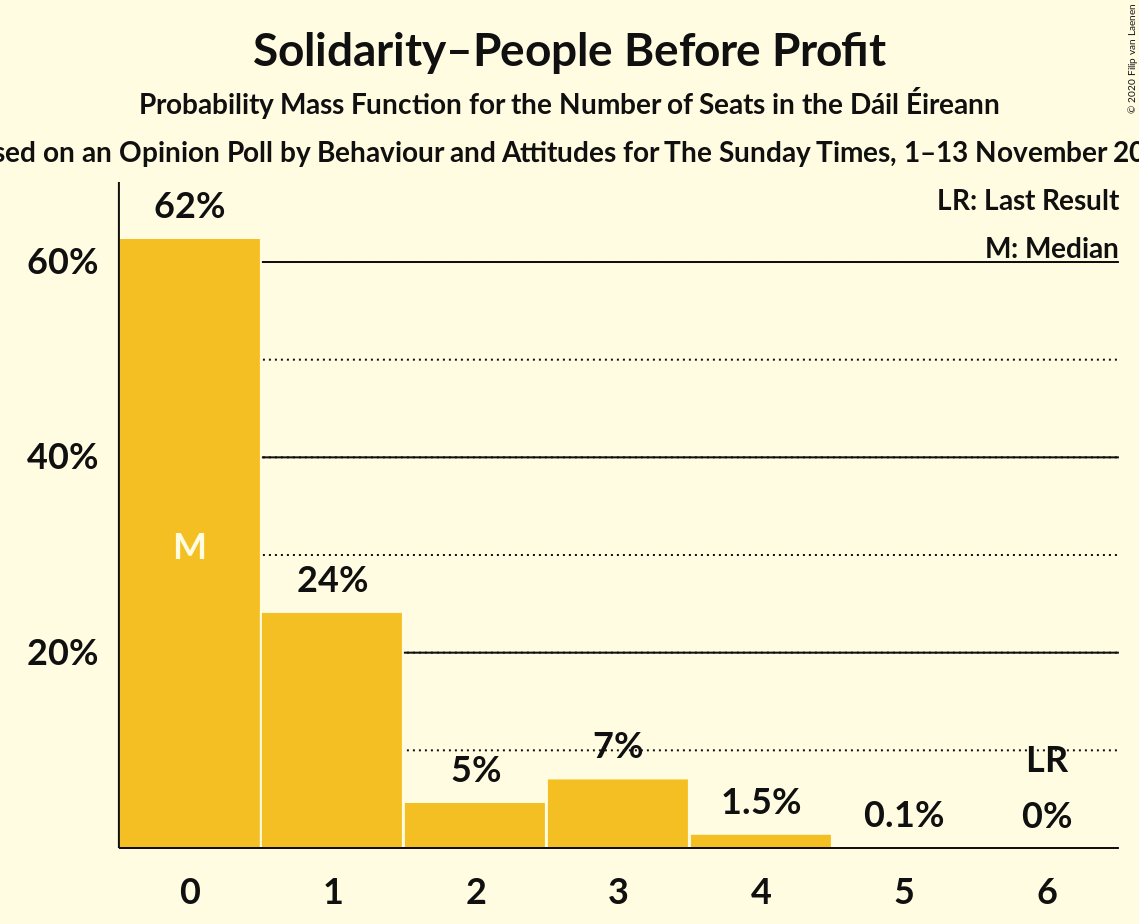 Solidarity–People Before Profit
Probability Mass Function for the Number of Seats in the Dáil Éireann
sed on an Opinion Poll by Behaviour and Attitudes for The Sunday Times, 1–13 November 20
© 2020 Filip van Laenen
LR: Last Result
M: Median
62%
60%
40%
M
24%
20%
7%
5%
LR
1.5%
0.1%
0%
0 1 2 3 4 5 6